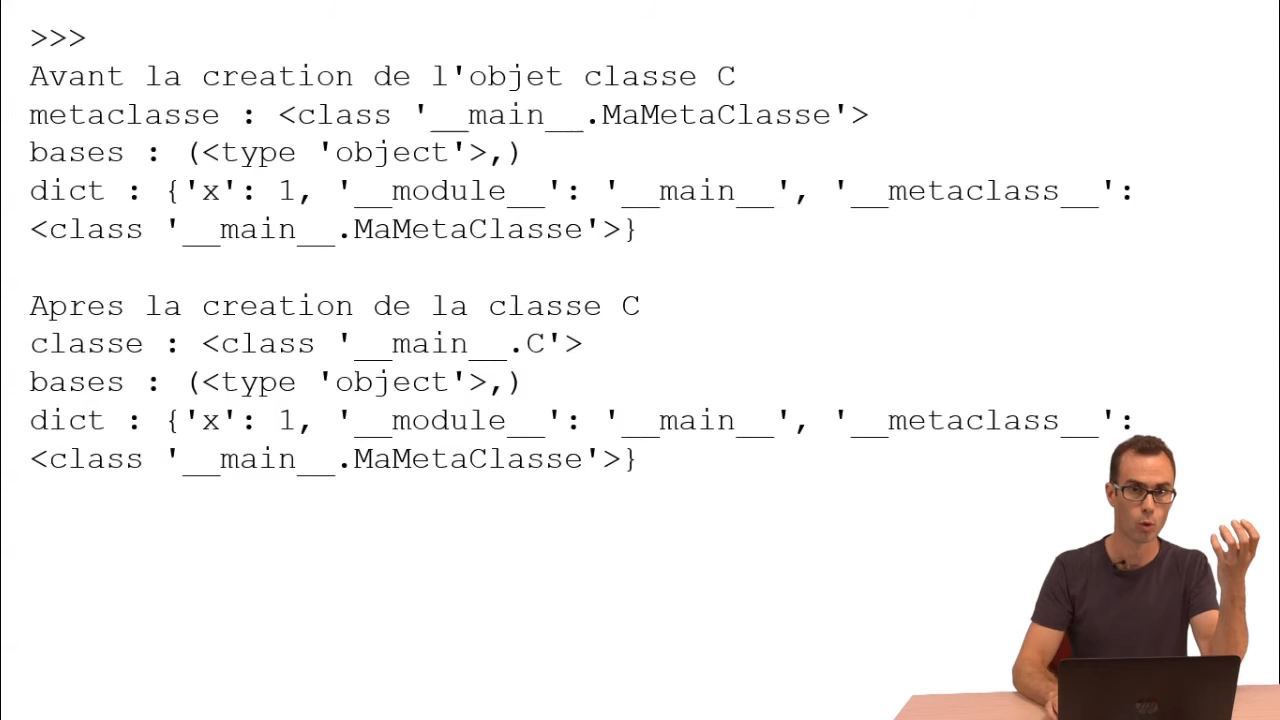 >>>
Avant la creation de l'objet classe C
metaclasse : <class '__main__.MaMetaClasse'>
bases : (<type 'object'>,)
dict : {'x': 1, '__module__': '__main__', '__metaclass__':
<class '__main__.MaMetaClasse'>}
Apres la creation de la classe C
classe : <class '__main__.C'>
bases : (<type 'object'>,)
dict : {'x': 1, '__module__': '__main__', '__metaclass__':
<class '__main__.MaMetaClasse'>}